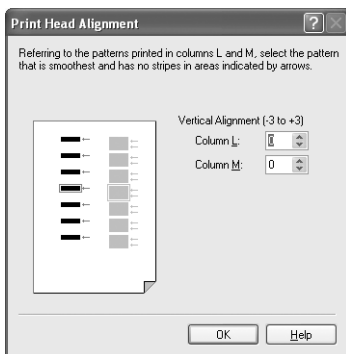 Print Head Alignment
Referring to the patterns printed in columns L and M, select the pattern
that is smoothest and has no stripes in areas indicated by arrows.
Vertical Alignment (-3 to +3)
Column L: 0
Column M: 0
OK Help